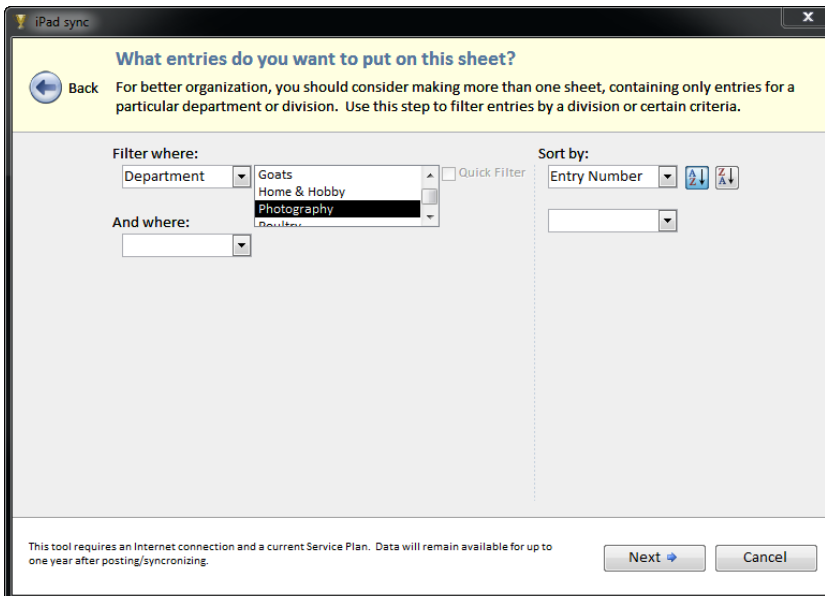 iPad sync
x
What entries do you want to put on this sheet?
Back
For better organization, you should consider making more than one sheet, containing only entries for a
particular department or division.  Use this step to filter entries by a division or certain criteria.
Filter where:
Department
Goats
Home & Hobby
Photography
Poultry
Quick Filter
And where:
Sort by:
Entry Number
A
Z
Z
A
This tool requires an Internet connection and a current Service Plan.  Data will remain available for up to
one year after posting/syncronizing.
Next
Cancel